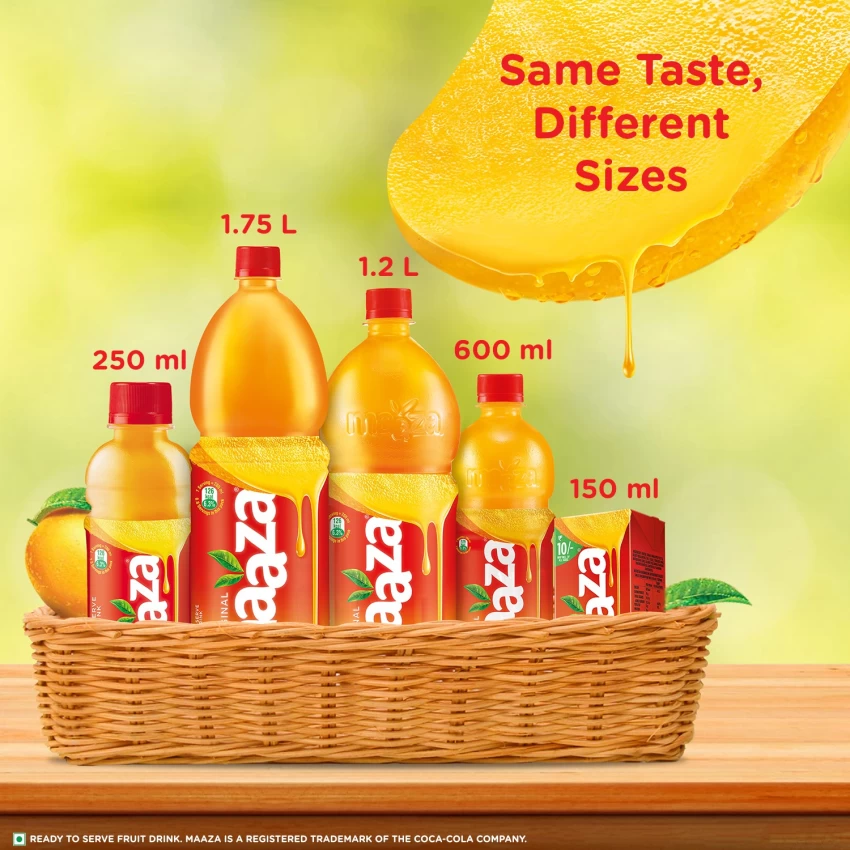 Same Taste,
Different
Sizes
1.75 L
1.2 L
250 ml
600 ml
150 ml
maaza
maaza
maaza
maaza
maaza
10/-
READY TO SERVE FRUIT DRINK. MAAZA IS A REGISTERED TRADEMARK OF THE COCA-COLA COMPANY.